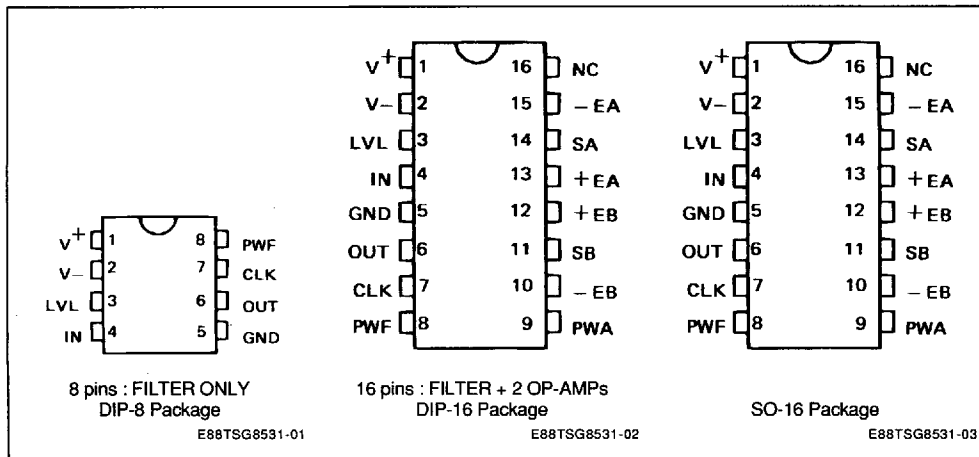 V+ 1 8 PWF
V- 2 7 CLK
LVL 3 6 OUT
IN 4 5 GND
8 pins : FILTER ONLY
DIP-8 Package
E88TSG8531-01
V+ 1 16 NC
V- 2 15 - EA
LVL 3 14 SA
IN 4 13 + EA
GND 5 12 + EB
OUT 6 11 SB
CLK 7 10 - EB
PWF 8 9 PWA
16 pins : FILTER + 2 OP-AMPs
DIP-16 Package
E88TSG8531-02
V+ 1 16 NC
V- 2 15 - EA
LVL 3 14 SA
IN 4 13 + EA
GND 5 12 + EB
OUT 6 11 SB
CLK 7 10 - EB
PWF 8 9 PWA
SO-16 Package
E88TSG8531-03